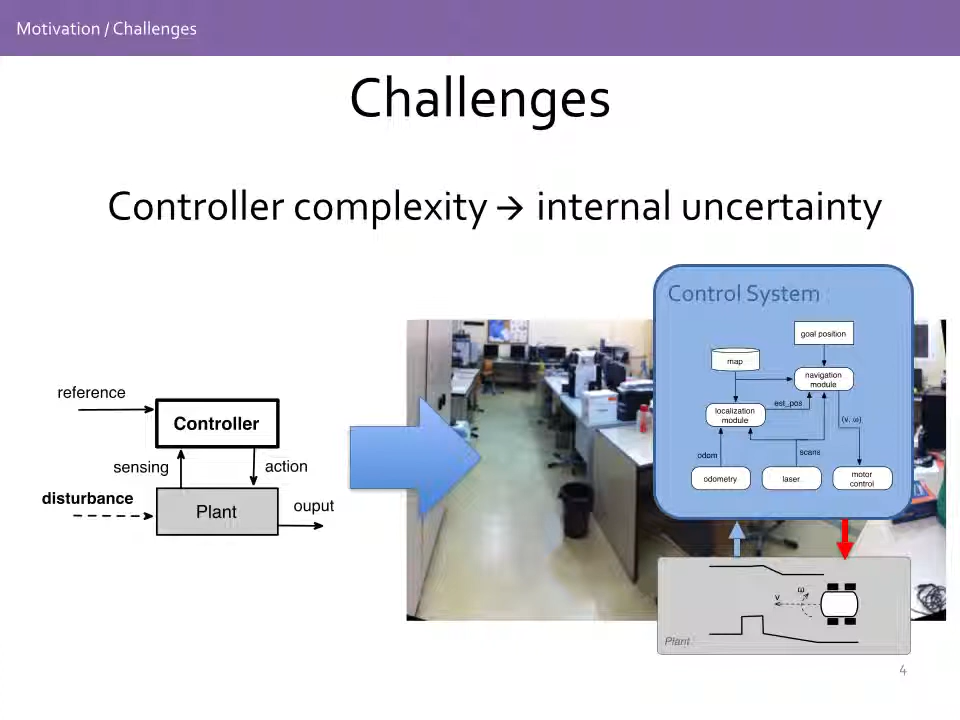 Motivation / Challenges
Challenges
Controller complexity → internal uncertainty
reference
Controller
sensing
action
disturbance
Plant
ouput
Control System
goal position
map
navigation
module
localization
module
est_pos
(v, ω)
odom
scans
odometry
laser
motor
control
ω
v
Plant
4